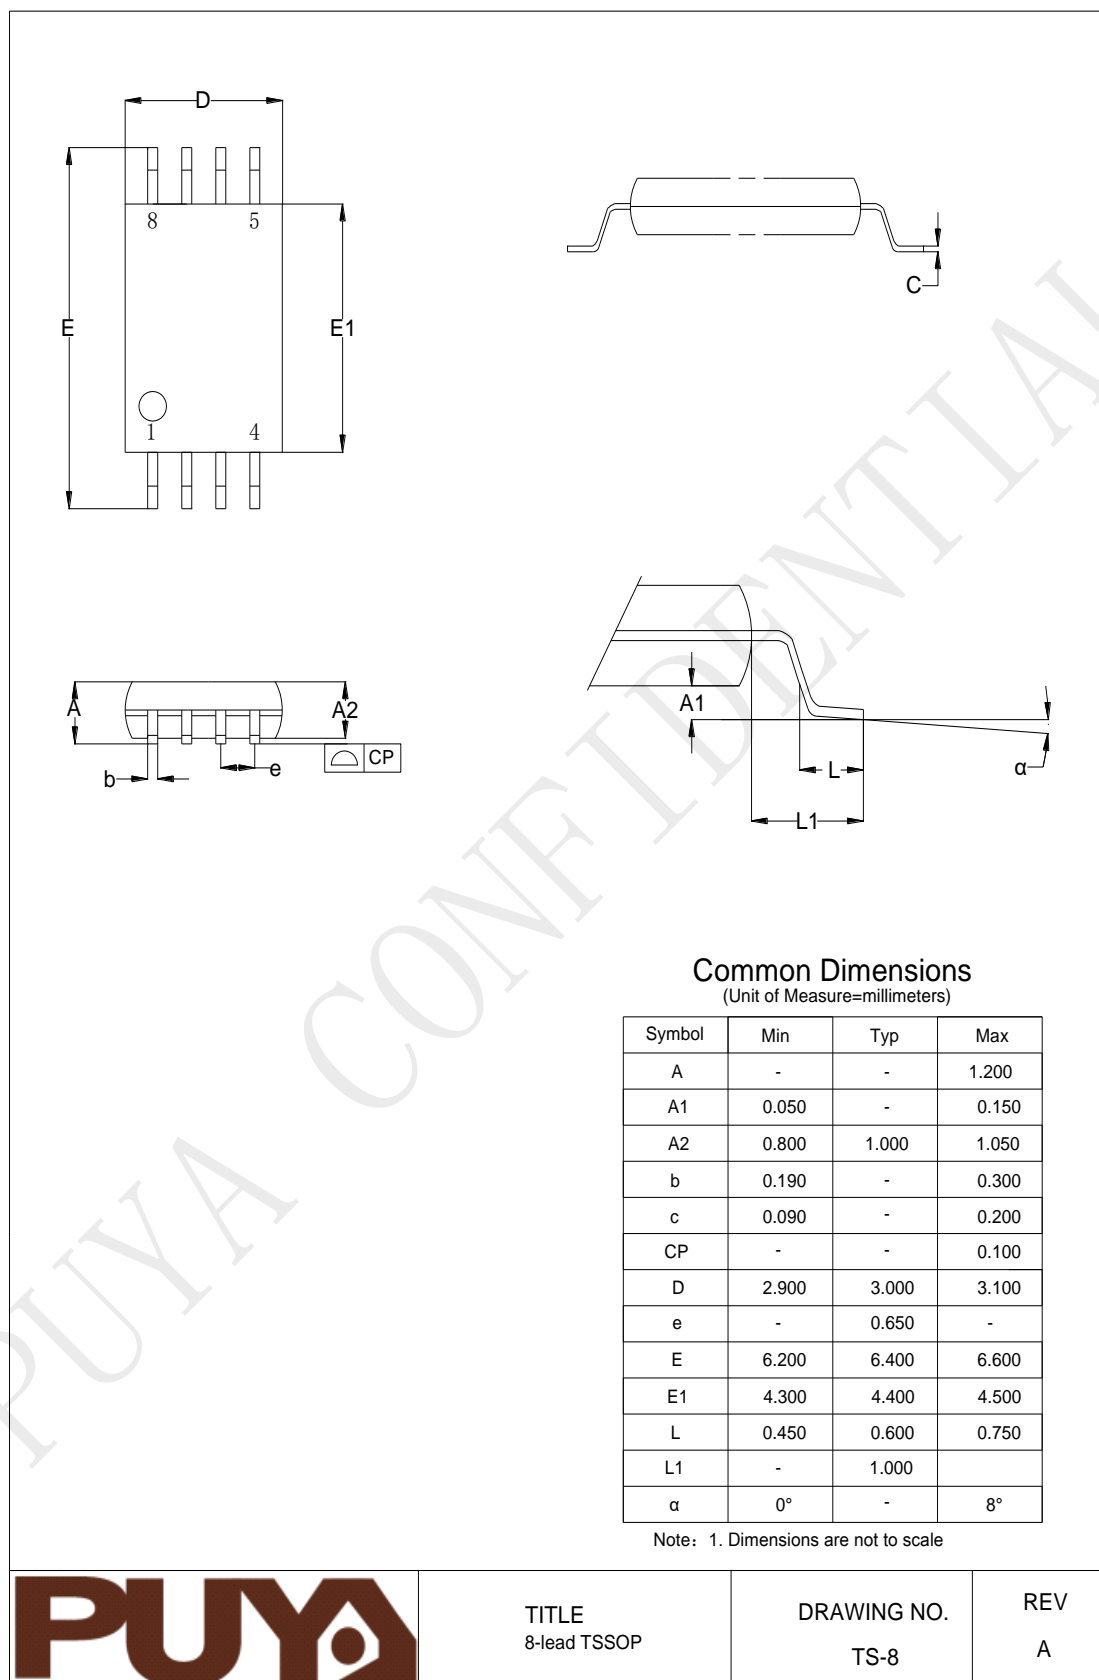 D
8 5
E
E1
1 4
C
A
A2
b
e
CP
A1
L
L1
α
PUYA CONFIDENTIAL
Common Dimensions
(Unit of Measure=millimeters)
Symbol Min Typ Max
A - - 1.200
A1 0.050 - 0.150
A2 0.800 1.000 1.050
b 0.190 - 0.300
c 0.090 - 0.200
CP - - 0.100
D 2.900 3.000 3.100
e - 0.650 -
E 6.200 6.400 6.600
E1 4.300 4.400 4.500
L 0.450 0.600 0.750
L1 - 1.000
α 0° - 8°
Note: 1. Dimensions are not to scale
PUYA
TITLE
8-lead TSSOP
DRAWING NO.
TS-8
REV
A